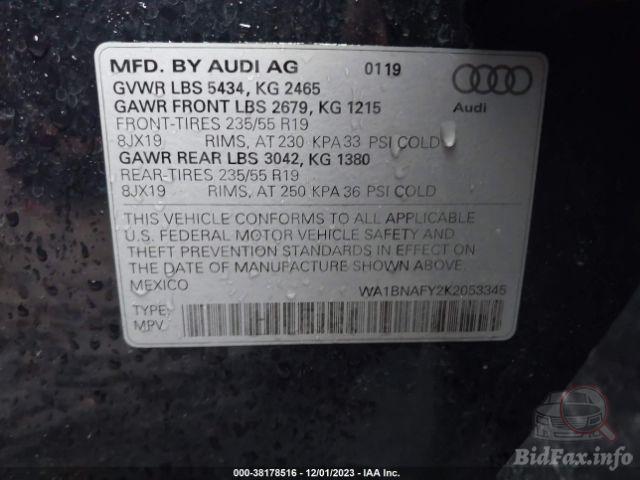 MFD. BY AUDI AG 01 19
GVWR LBS 5434, KG 2465
GAWR FRONT LBS 2679, KG 1215
Audi
FRONT-TIRES 235/55 R19
8JX19 RIMS, AT 230 KPA 33 PSI COLD
GAWR REAR LBS 3042, KG 1380
REAR-TIRES 235/55 R19
8JX19 RIMS, AT 250 KPA 36 PSI COLD
THIS VEHICLE CONFORMS TO ALL APPLICABLE
U.S. FEDERAL MOTOR VEHICLE SAFETY AND
THEFT PREVENTION STANDARDS IN EFFECT ON
THE DATE OF MANUFACTURE SHOWN ABOVE.
MEXICO WA1BNAFY2K2053345
TYPE:
MPV
BidFax.info
000-38178516 - 12/01/2023 - IAA Inc.